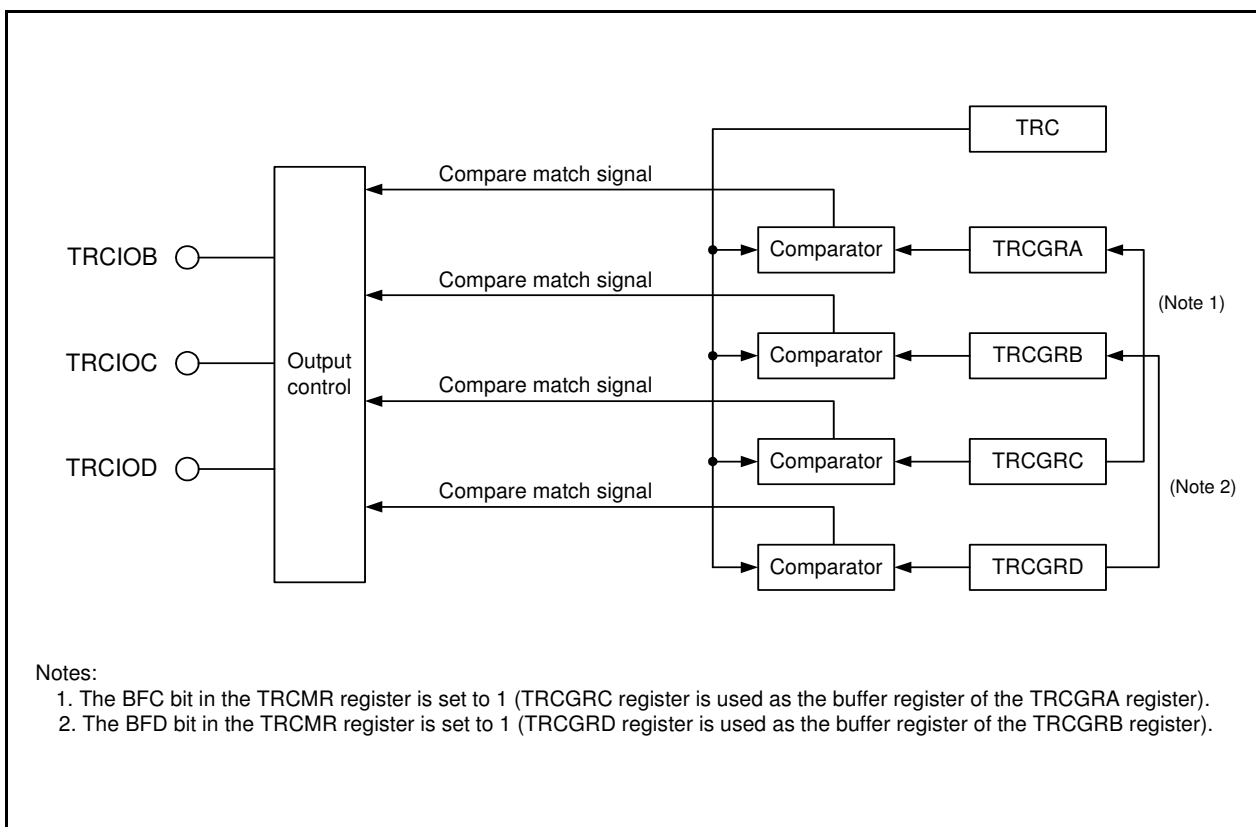 TRC
Compare match signal
Comparator
TRCGRA
TRCIOB
Compare match signal
(Note 1)
Comparator
TRCGRB
TRCIOC
Output
control
Compare match signal
Comparator
TRCGRC
TRCIOD
Compare match signal
(Note 2)
Comparator
TRCGRD
Notes:
1. The BFC bit in the TRCMR register is set to 1 (TRCGRC register is used as the buffer register of the TRCGRA register).
2. The BFD bit in the TRCMR register is set to 1 (TRCGRD register is used as the buffer register of the TRCGRB register).